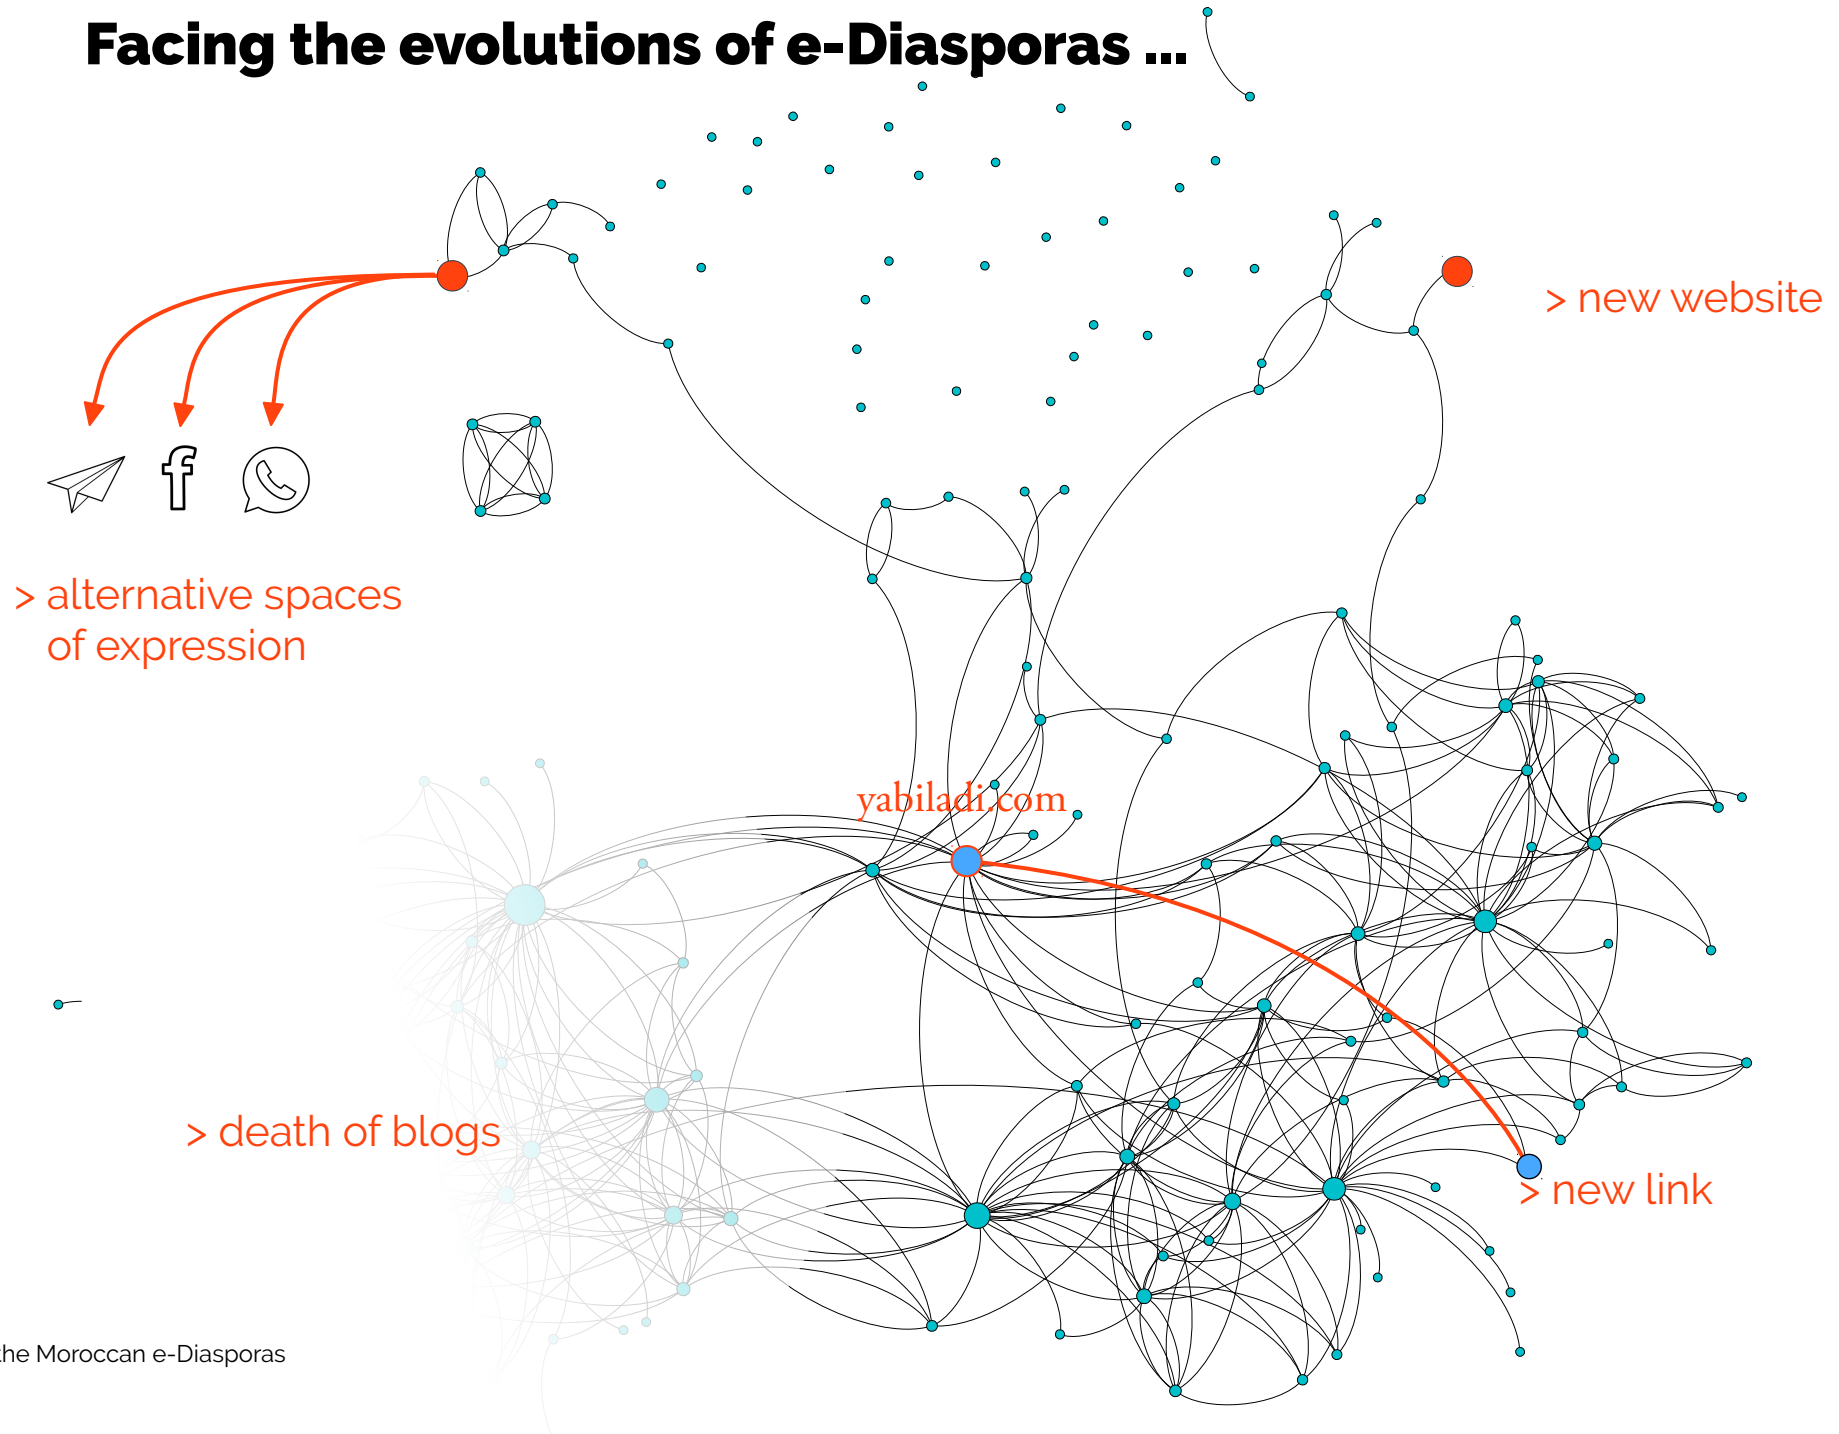 Facing the evolutions of e-Diasporas ...
> new website
> alternative spaces
of expression
yabiladi.com
> death of blogs
> new link
the Moroccan e-Diasporas